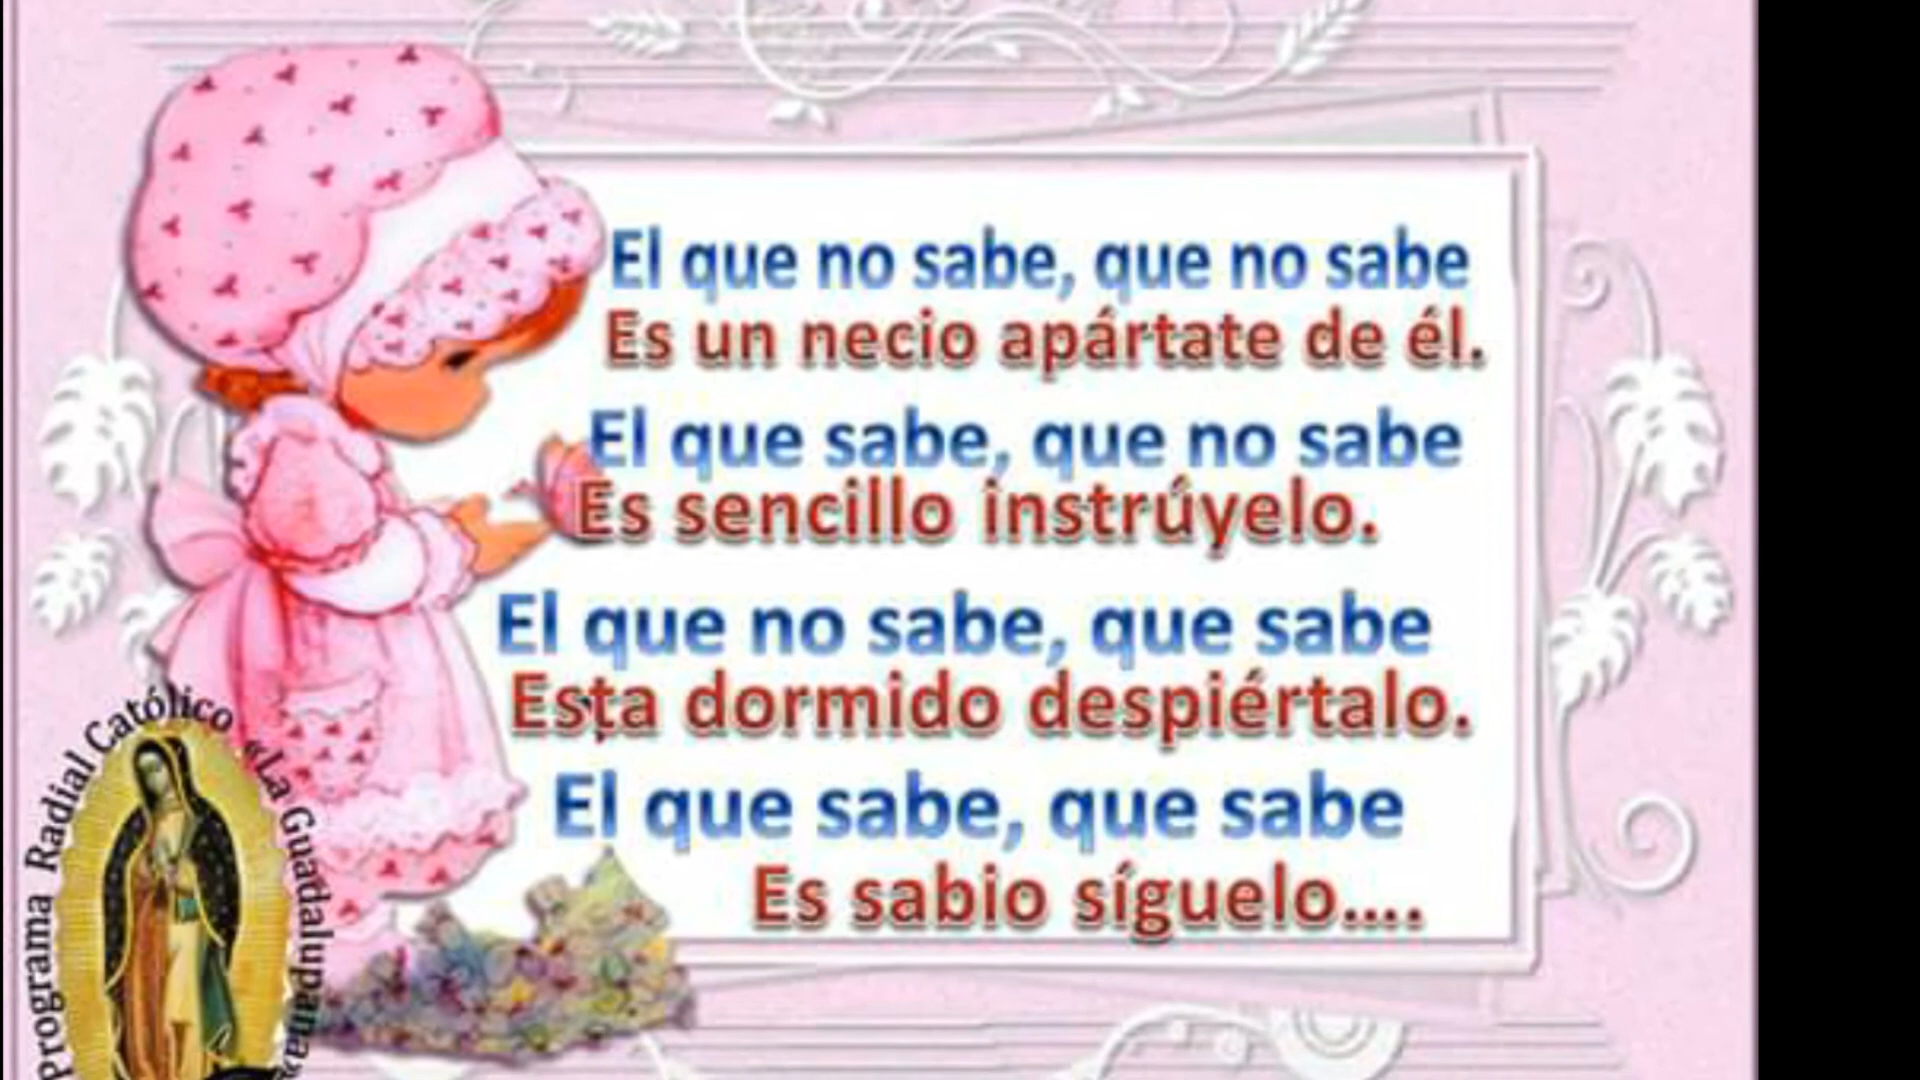 El que no sabe, que no sabe
Es un necio apártate de él.
El que sabe, que no sabe
Es sencillo instrúyelo.
El que no sabe, que sabe
Esta dormido despiértalo.
El que sabe, que sabe
Es sabio síguelo....
Programa Radial Católico «La Guadalupana»